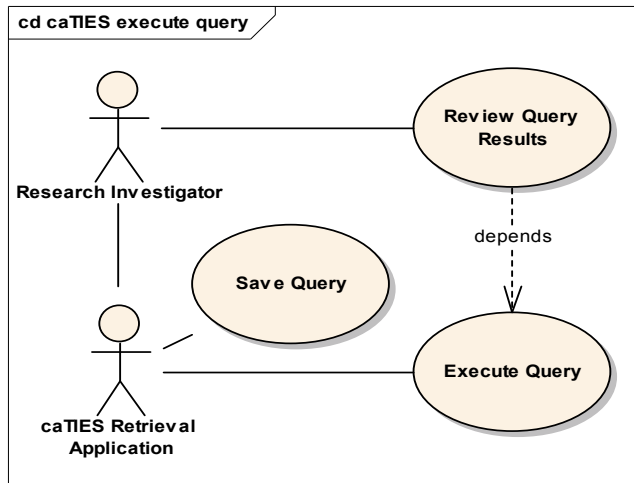 cd caTIES execute query
Review Query
Results
Research Investigator
depends
Save Query
Execute Query
caTIES Retrieval
Application